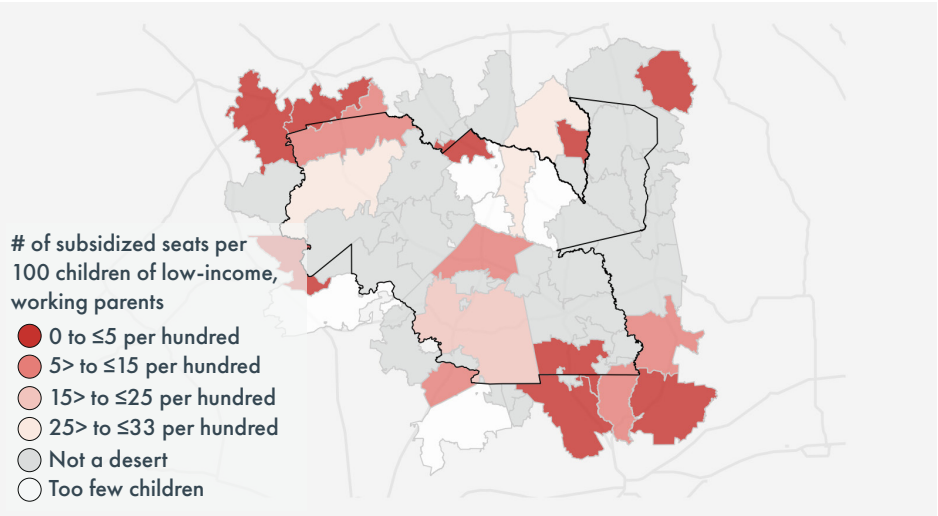 # of subsidized seats per
100 children of low-income,
working parents
0 to ≤5 per hundred
5> to ≤15 per hundred
15> to ≤25 per hundred
25> to ≤33 per hundred
Not a desert
Too few children